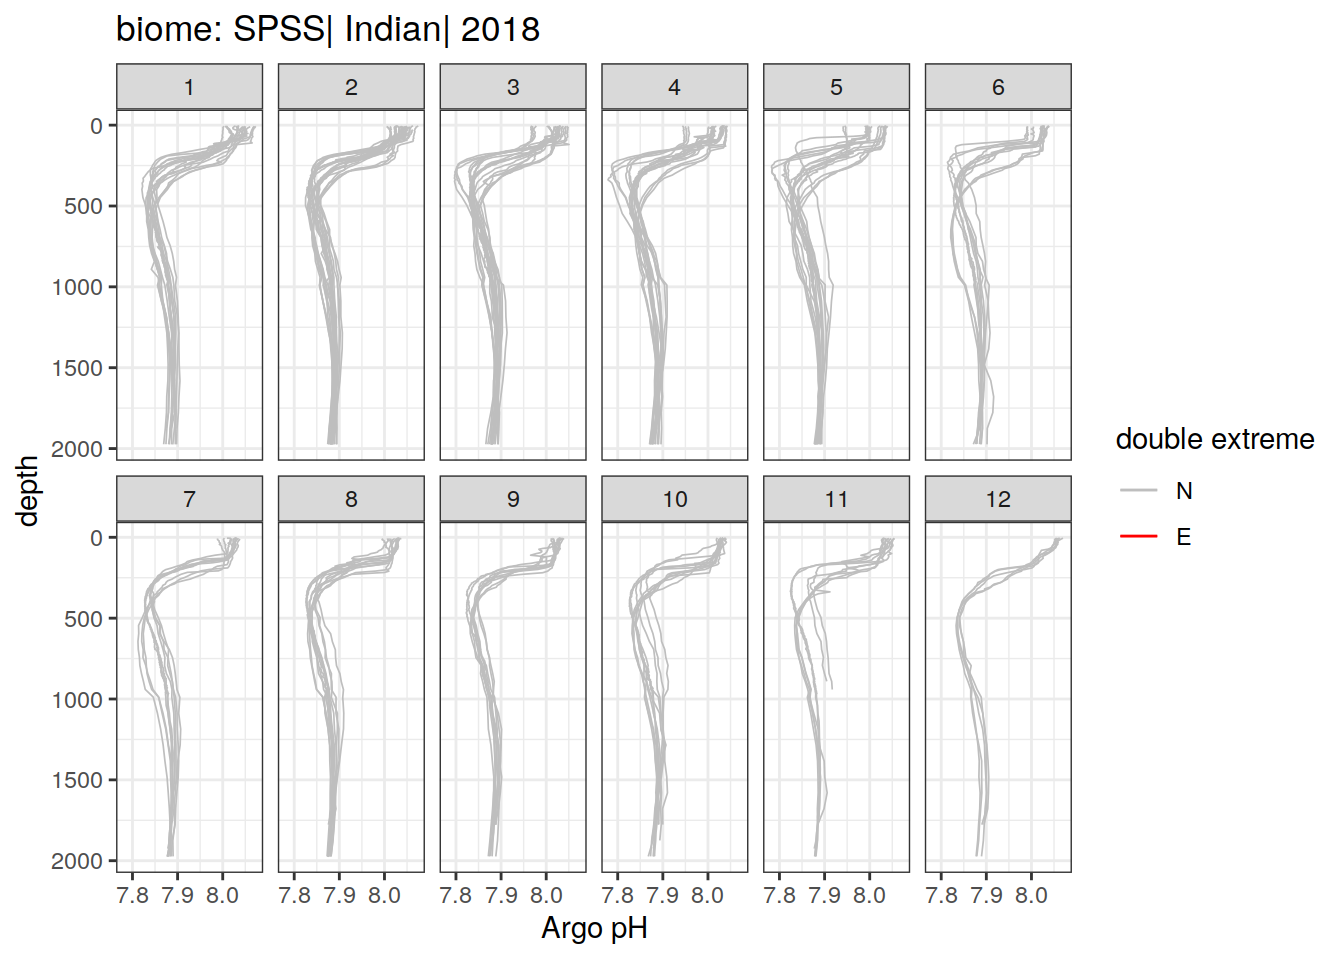 biome: SPSS| Indian| 2018
1 2 3 4 5 6
0
500
1000
1500
2000
7 8 9 10 11 12
0
500
1000
1500
2000
7.8 7.9 8.0 7.8 7.9 8.0 7.8 7.9 8.0 7.8 7.9 8.0 7.8 7.9 8.0 7.8 7.9 8.0
Argo pH
depth
double extreme
N
E